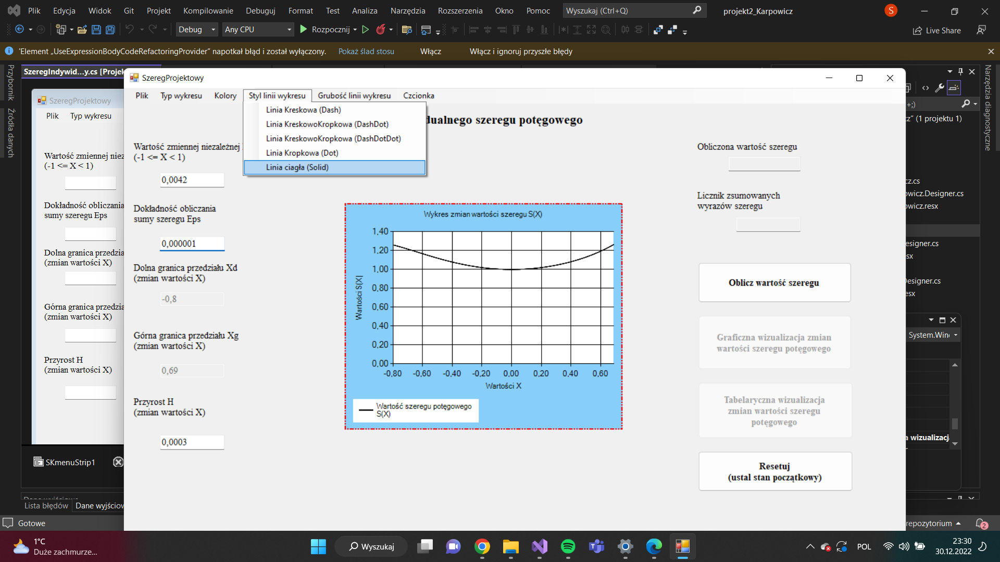 Plik Edycja Widok Git Projekt Kompilowanie Debuguj Format Test Analiza Narzędzia Rozszerzenia Okno Pomoc Wyszukaj (Ctrl+Q) projekt2_Karpowicz S
Debug Any CPU Rozpocznij Live Share
'Element „UseExpressionBodyCodeRefactoringProvider” napotkał błąd i został wyłączony. Pokaż ślad stosu Włącz Włącz i ignoruj przyszłe błędy
Przybornik
Źródła danych
SzeregIndywid...y.cs [Projek
SzeregProjektowy
Plik Typ wykresu
Wartość zmiennej niez
(-1 <= X < 1)
Dokładność obliczania
sumy szeregu Eps
Dolna granica przedzia
(zmian wartości X)
Górna granica przedzia
(zmian wartości X)
Przyrost H
(zmian wartości X)
SKmenuStrip1
Lista błędów Dane wyjściow
Gotowe
SzeregProjektowy
Plik Typ wykresu Kolory Styl linii wykresu Grubość linii wykresu Czcionka
Linia Kreskowa (Dash)
Linia KreskowoKropkowa (DashDot)
Linia KreskowoKropkowa (DashDotDot)
Linia Kropkowa (Dot)
Linia ciagła (Solid)
dualnego szeregu potęgowego
Wartość zmiennej niezależnej
(-1 <= X < 1)
0,0042
Dokładność obliczania
sumy szeregu Eps
0,000001
Dolna granica przedziału Xd
(zmian wartości X)
-0,8
Górna granica przedziału Xg
(zmian wartości X)
0,69
Przyrost H
(zmian wartości X)
0,0003
Wykres zmian wartości szeregu S(X)
Wartości S(X|
1,40
1,20
1,00
0,80
0,60
0,40
0,20
0,00
-0,80 -0,60 -0,40 -0,20 0,00 0,20 0,40 0,60
Wartości X
Wartość szeregu potęgowego
S(X)
Obliczona wartość szeregu
Licznik zsumowanych
wyrazów szeregu
Oblicz wartość szeregu
Graficzna wizualizacja zmian
wartości szeregu potęgowego
Tabelaryczna wizualizacja
zmian wartości szeregu
potęgowego
Resetuj
(ustal stan początkowy)
Narzędzia diagnostyczne
+;)
cz” (1 projektu 1)
cz.cs
owicz.Designer.cs
owicz.resx
esigner.cs
sx
Designer.cs
esx
System.Win
a wizualizacj
repozytorium 2
1°C
Duże zachmurze...
Wyszukaj
POL
23:30
30.12.2022